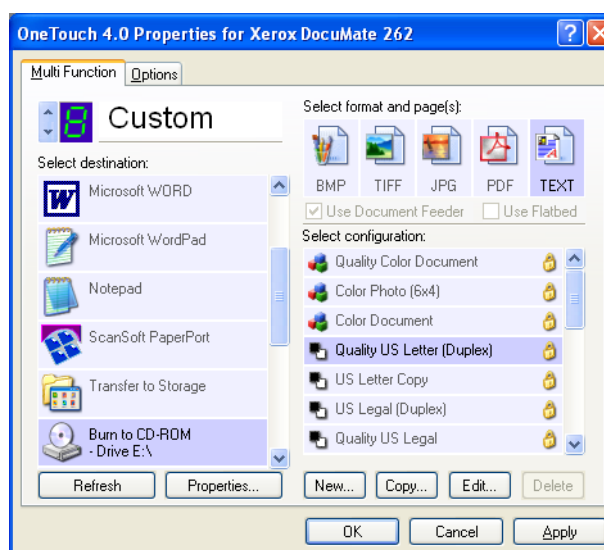 OneTouch 4.0 Properties for Xerox DocuMate 262
Multi Function
Options
8
Custom
Select destination:
Microsoft WORD
Microsoft WordPad
Notepad
ScanSoft PaperPort
Transfer to Storage
Burn to CD-ROM
- Drive E:\
Refresh
Properties...
Select format and page(s):
BMP
TIFF
JPG
PDF
TEXT
Use Document Feeder
Use Flatbed
Select configuration:
Quality Color Document
Color Photo (6x4)
Color Document
Quality US Letter (Duplex)
US Letter Copy
US Legal (Duplex)
Quality US Legal
New...
Copy...
Edit...
Delete
OK
Cancel
Apply